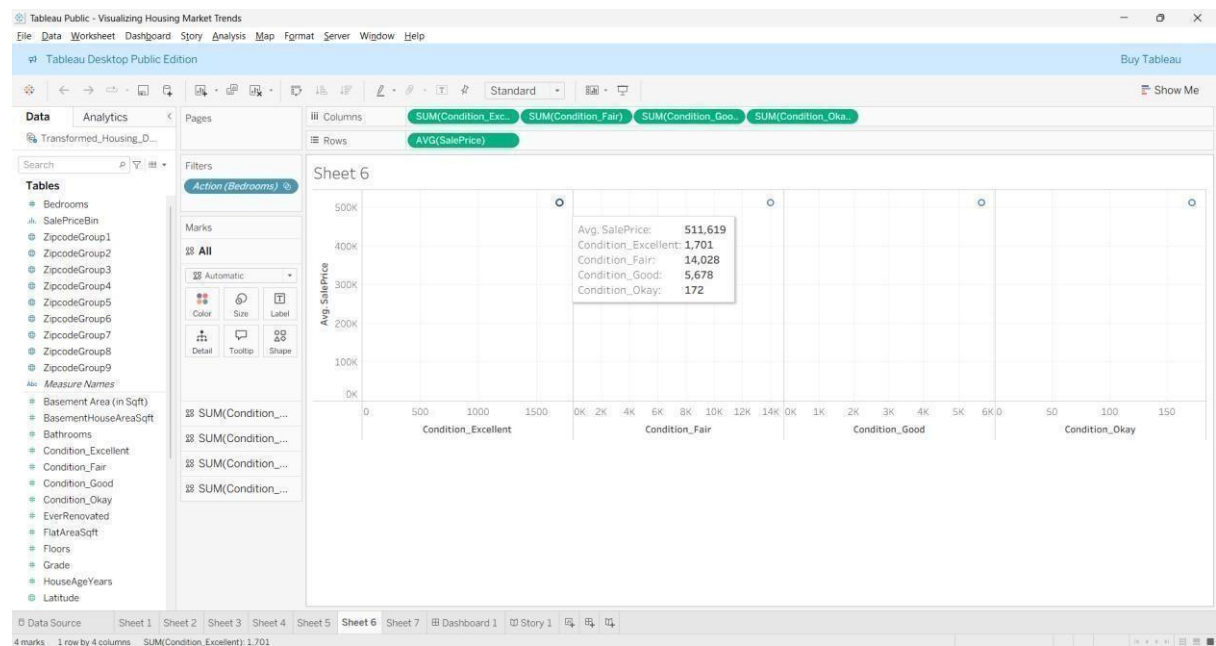 Tableau Public - Visualizing Housing Market Trends
File Data Worksheet Dashboard Story Analysis Map Format Server Window Help
Tableau Desktop Public Edition
Buy Tableau
Standard
Show Me
Data Analytics
Transformed_Housing_D...
Search
Tables
Bedrooms
SalePriceBin
ZipcodeGroup1
ZipcodeGroup2
ZipcodeGroup3
ZipcodeGroup4
ZipcodeGroup5
ZipcodeGroup6
ZipcodeGroup7
ZipcodeGroup8
ZipcodeGroup9
Abc Measure Names
Basement Area (in Sqft)
BasementHouseAreaSqft
Bathrooms
Condition_Excellent
Condition_Fair
Condition_Good
Condition_Okay
EverRenovated
FlatAreaSqft
Floors
Grade
HouseAgeYears
Latitude
Pages
Filters
Action (Bedrooms)
Marks
All
Automatic
Color Size Label
Detail Tooltip Shape
SUM(Condition_...
SUM(Condition_...
SUM(Condition_...
SUM(Condition_...
Columns SUM(Condition_Exc.. SUM(Condition_Fair) SUM(Condition_Goo.. SUM(Condition_Oka..
Rows AVG(SalePrice)
Sheet 6
500K
400K
300K
200K
100K
0K
Avg. SalePrice
Avg. SalePrice: 511,619
Condition_Excellent: 1,701
Condition_Fair: 14,028
Condition_Good: 5,678
Condition_Okay: 172
0 500 1000 1500 0K 2K 4K 6K 8K 10K 12K 14K 0K 1K 2K 3K 4K 5K 6K 0 50 100 150
Condition_Excellent Condition_Fair Condition_Good Condition_Okay
Data Source Sheet 1 Sheet 2 Sheet 3 Sheet 4 Sheet 5 Sheet 6 Sheet 7 Dashboard 1 Story 1
4 marks 1 row by 4 columns SUM(Condition_Excellent): 1,701